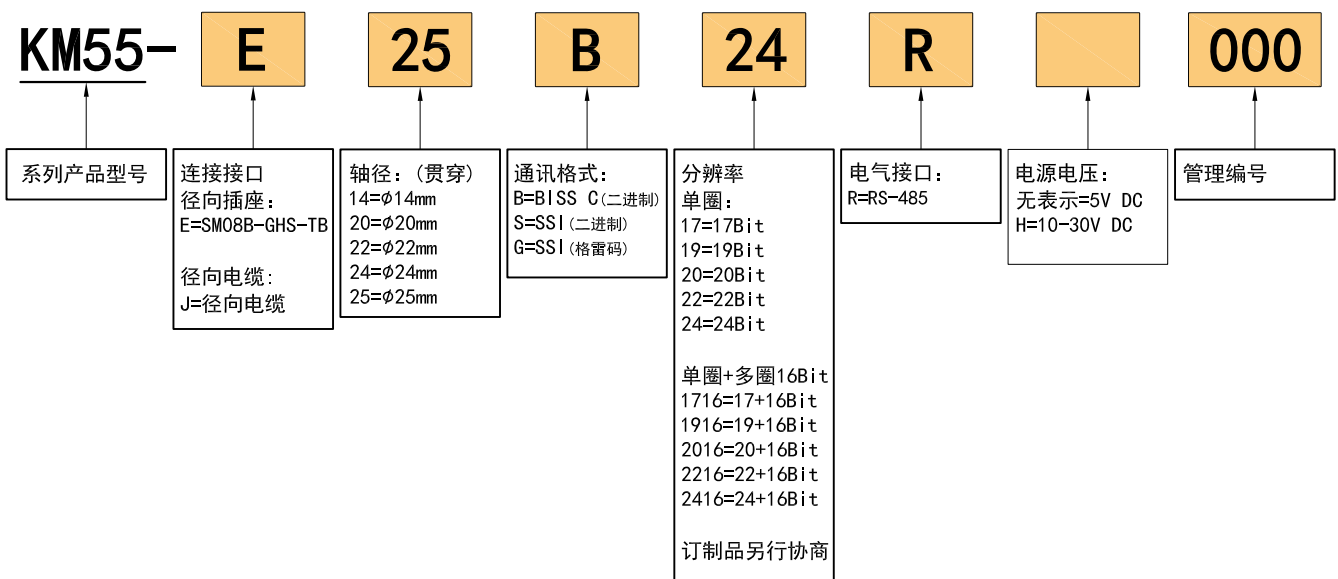 KM55- E 25 B 24 R 000
系列产品型号
连接接口
径向插座:
E=SM08B-GHS-TB
径向电缆:
J=径向电缆
轴径:(贯穿)
14=φ14mm
20=φ20mm
22=φ22mm
24=φ24mm
25=φ25mm
通讯格式:
B=BISS C(二进制)
S=SSI(二进制)
G=SSI(格雷码)
分辨率
单圈:
17=17Bit
19=19Bit
20=20Bit
22=22Bit
24=24Bit
单圈+多圈16Bit
1716=17+16Bit
1916=19+16Bit
2016=20+16Bit
2216=22+16Bit
2416=24+16Bit
订制品另行协商
电气接口:
R=RS-485
电源电压:
无表示=5V DC
H=10-30V DC
管理编号